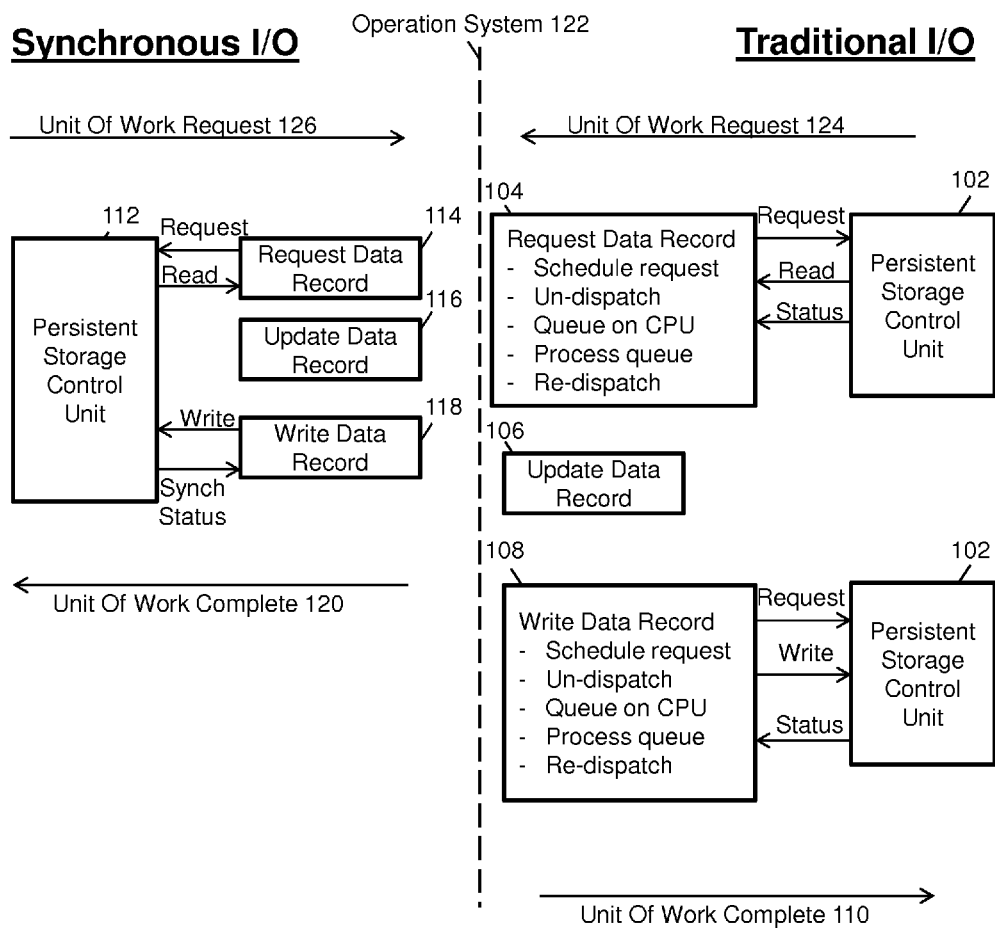 Operation System 122
Synchronous I/O
Traditional I/O
Unit Of Work Request 126
Unit Of Work Request 124
112
Request
114
Request Data
Record
Read
116
Persistent
Storage
Control
Unit
Update Data
Record
118
Write
Write Data
Record
Synch
Status
Unit Of Work Complete 120
104
Request
102
Request Data Record
- Schedule request
- Un-dispatch
- Queue on CPU
- Process queue
- Re-dispatch
Read
Status
Persistent
Storage
Control
Unit
106
Update Data
Record
108
102
Request
Write Data Record
- Schedule request
- Un-dispatch
- Queue on CPU
- Process queue
- Re-dispatch
Write
Status
Persistent
Storage
Control
Unit
Unit Of Work Complete 110